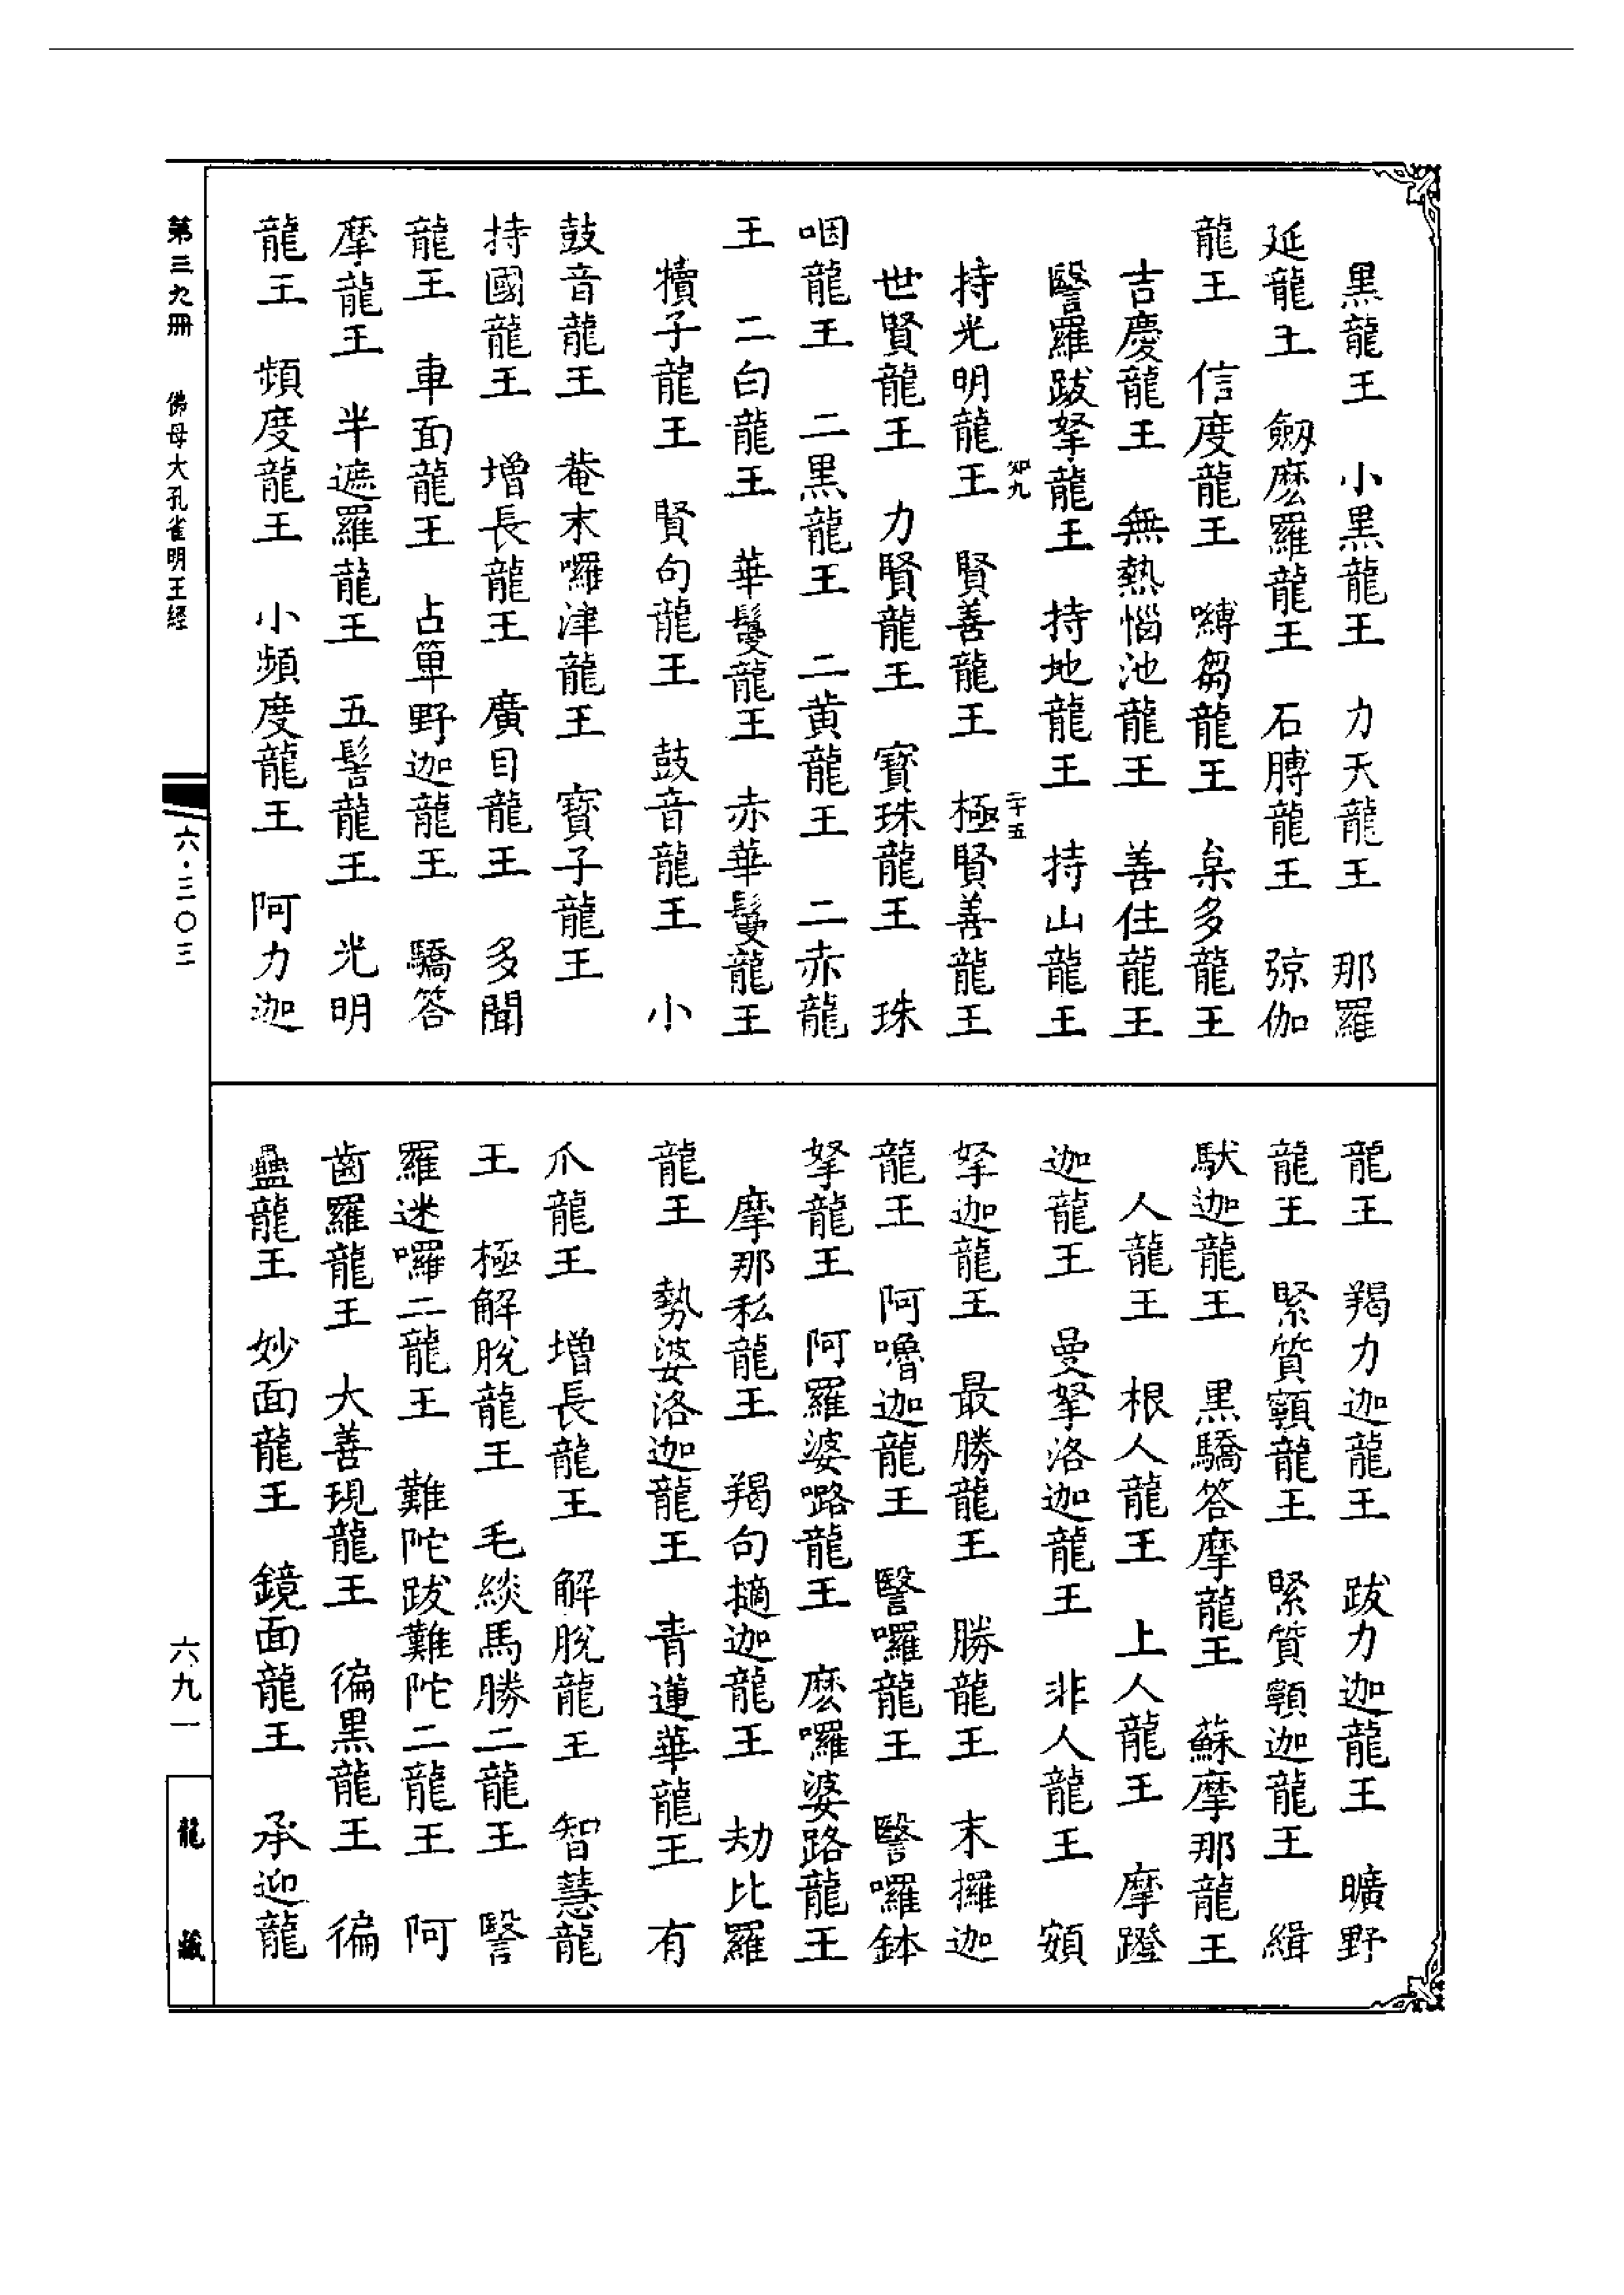 黑龍王　小黑龍王　力天龍王　那羅
延龍王　劔麼羅龍王　石膊龍王　弶伽
龍王　信度龍王　嚩芻龍王　枲多龍王
吉慶龍王　無熱惱池龍王　善住龍王
瑿羅跋拏龍王　持地龍王　持山龍王
知九　二十五
持光明龍王　賢善龍王　極賢善龍王
世賢龍王　力賢龍王　寶珠龍王　珠
咽龍王　二黑龍王　二黃龍王　二赤龍
王　二白龍王　華鬘龍王　赤華鬘龍王
犢子龍王　賢句龍王　鼓音龍王　小
鼓音龍王　菴末囉津龍王　寶子龍王
持國龍王　增長龍王　廣目龍王　多聞
龍王　車面龍王　占箄野迦龍王　驕答
摩龍王　半遮羅龍王　五髻龍王　光明
龍王　頻度龍王　小頻度龍王　阿力迦
龍王　羯力迦龍王　跋力迦龍王　曠野
龍王　緊質顐龍王　緊質顐迦龍王　緝
馱迦龍王　黑驕答摩龍王　蘇摩那龍王
人龍王　根人龍王　上人龍王　摩蹬
迦龍王　曼拏洛迦龍王　非人龍王　頞
拏迦龍王　最勝龍王　勝龍王　末攞迦
龍王　阿嚕迦龍王　瑿囉龍王　瑿囉鉢
拏龍王　阿羅婆嚕龍王　麼囉婆路龍王
摩那私龍王　羯句擿迦龍王　劫比羅
龍王　勢婆洛迦龍王　青蓮華龍王　有
爪龍王　增長龍王　解脫龍王　智慧龍
王　極解脫龍王　毛緂馬勝二龍王　瑿
羅迷囉二龍王　難陀跋難陀二龍王　阿
齒羅龍王　大善現龍王　徧黑龍王　徧
蠱龍王　妙面龍王　鏡面龍王　承迎龍
第三九冊　佛母大孔雀明王經
六·三〇三
六九一
龍藏